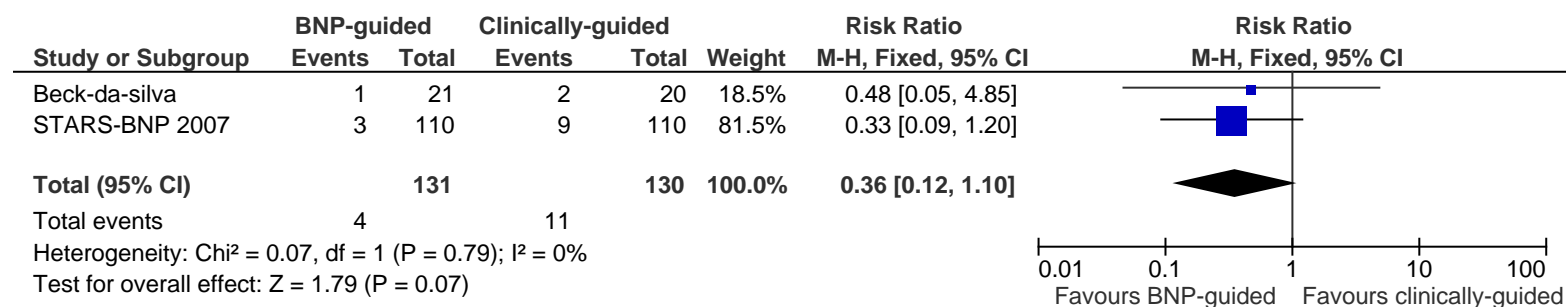 BNP-guided Clinically-guided Risk Ratio Risk Ratio
Study or Subgroup Events Total Events Total Weight M-H, Fixed, 95% CI M-H, Fixed, 95% CI
Beck-da-silva 1 21 2 20 18.5% 0.48 [0.05, 4.85]
STARS-BNP 2007 3 110 9 110 81.5% 0.33 [0.09, 1.20]
Total (95% CI) 131 130 100.0% 0.36 [0.12, 1.10]
Total events 4 11
Heterogeneity: Chi² = 0.07, df = 1 (P = 0.79); I² = 0%
Test for overall effect: Z = 1.79 (P = 0.07)
0.01 0.1 1 10 100
Favours BNP-guided Favours clinically-guided